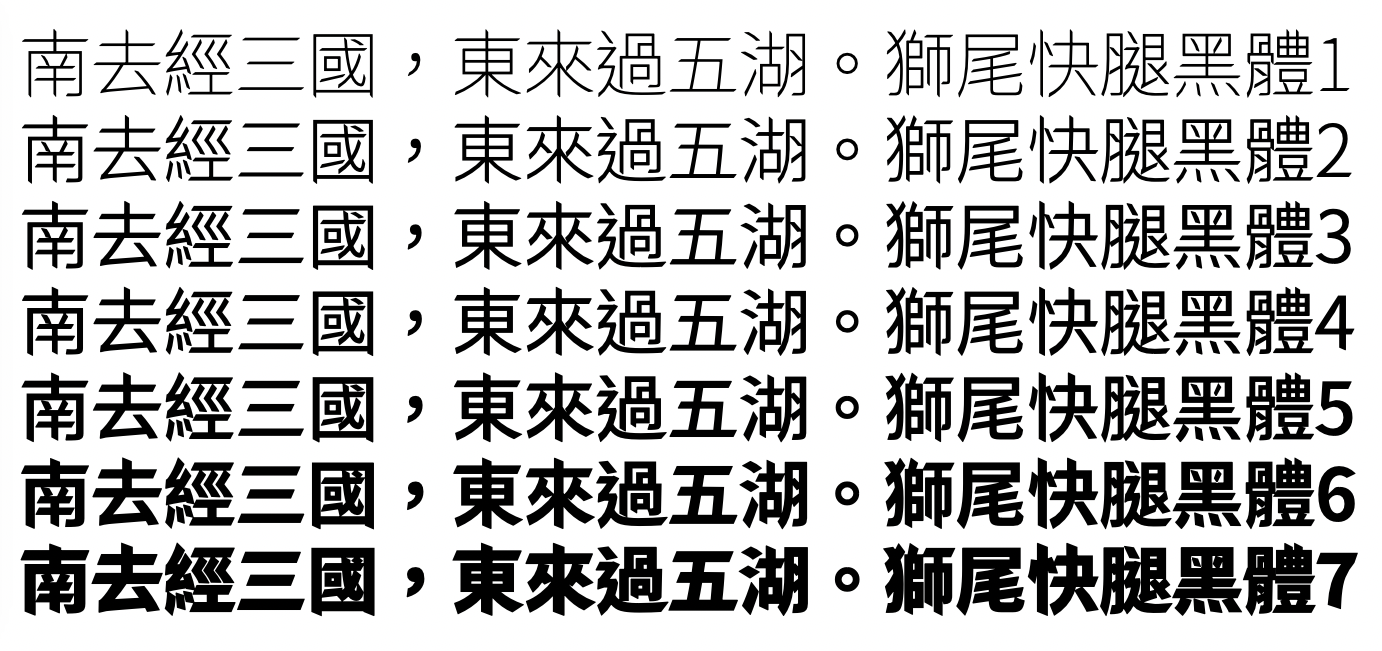 南去經三國，東來過五湖。獅尾快腿黑體1
南去經三國，東來過五湖。獅尾快腿黑體2
南去經三國，東來過五湖。獅尾快腿黑體3
南去經三國，東來過五湖。獅尾快腿黑體4
南去經三國，東來過五湖。獅尾快腿黑體5
南去經三國，東來過五湖。獅尾快腿黑體6
南去經三國，東來過五湖。獅尾快腿黑體7